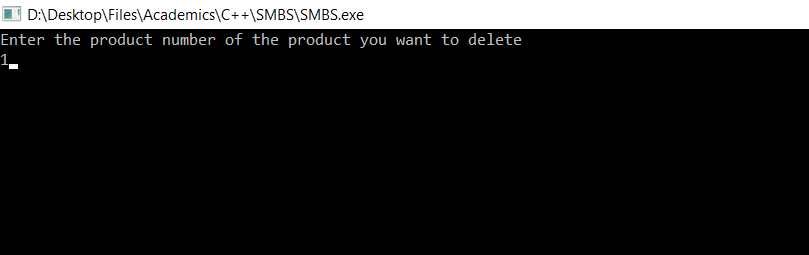 D:\Desktop\Files\Academics\C++\SMBS\SMBS.exe
Enter the product number of the product you want to delete
1